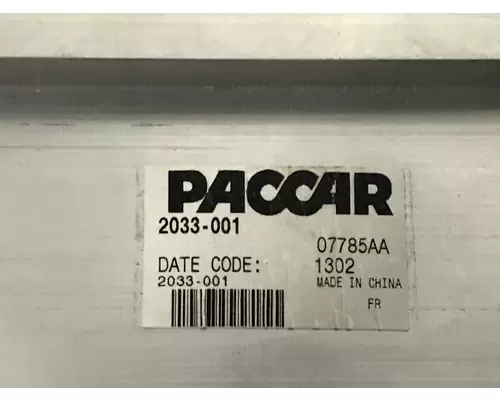 PACCAR
2033-001
07785AA
DATE CODE: 1302
2033-001 MADE IN CHINA
FR